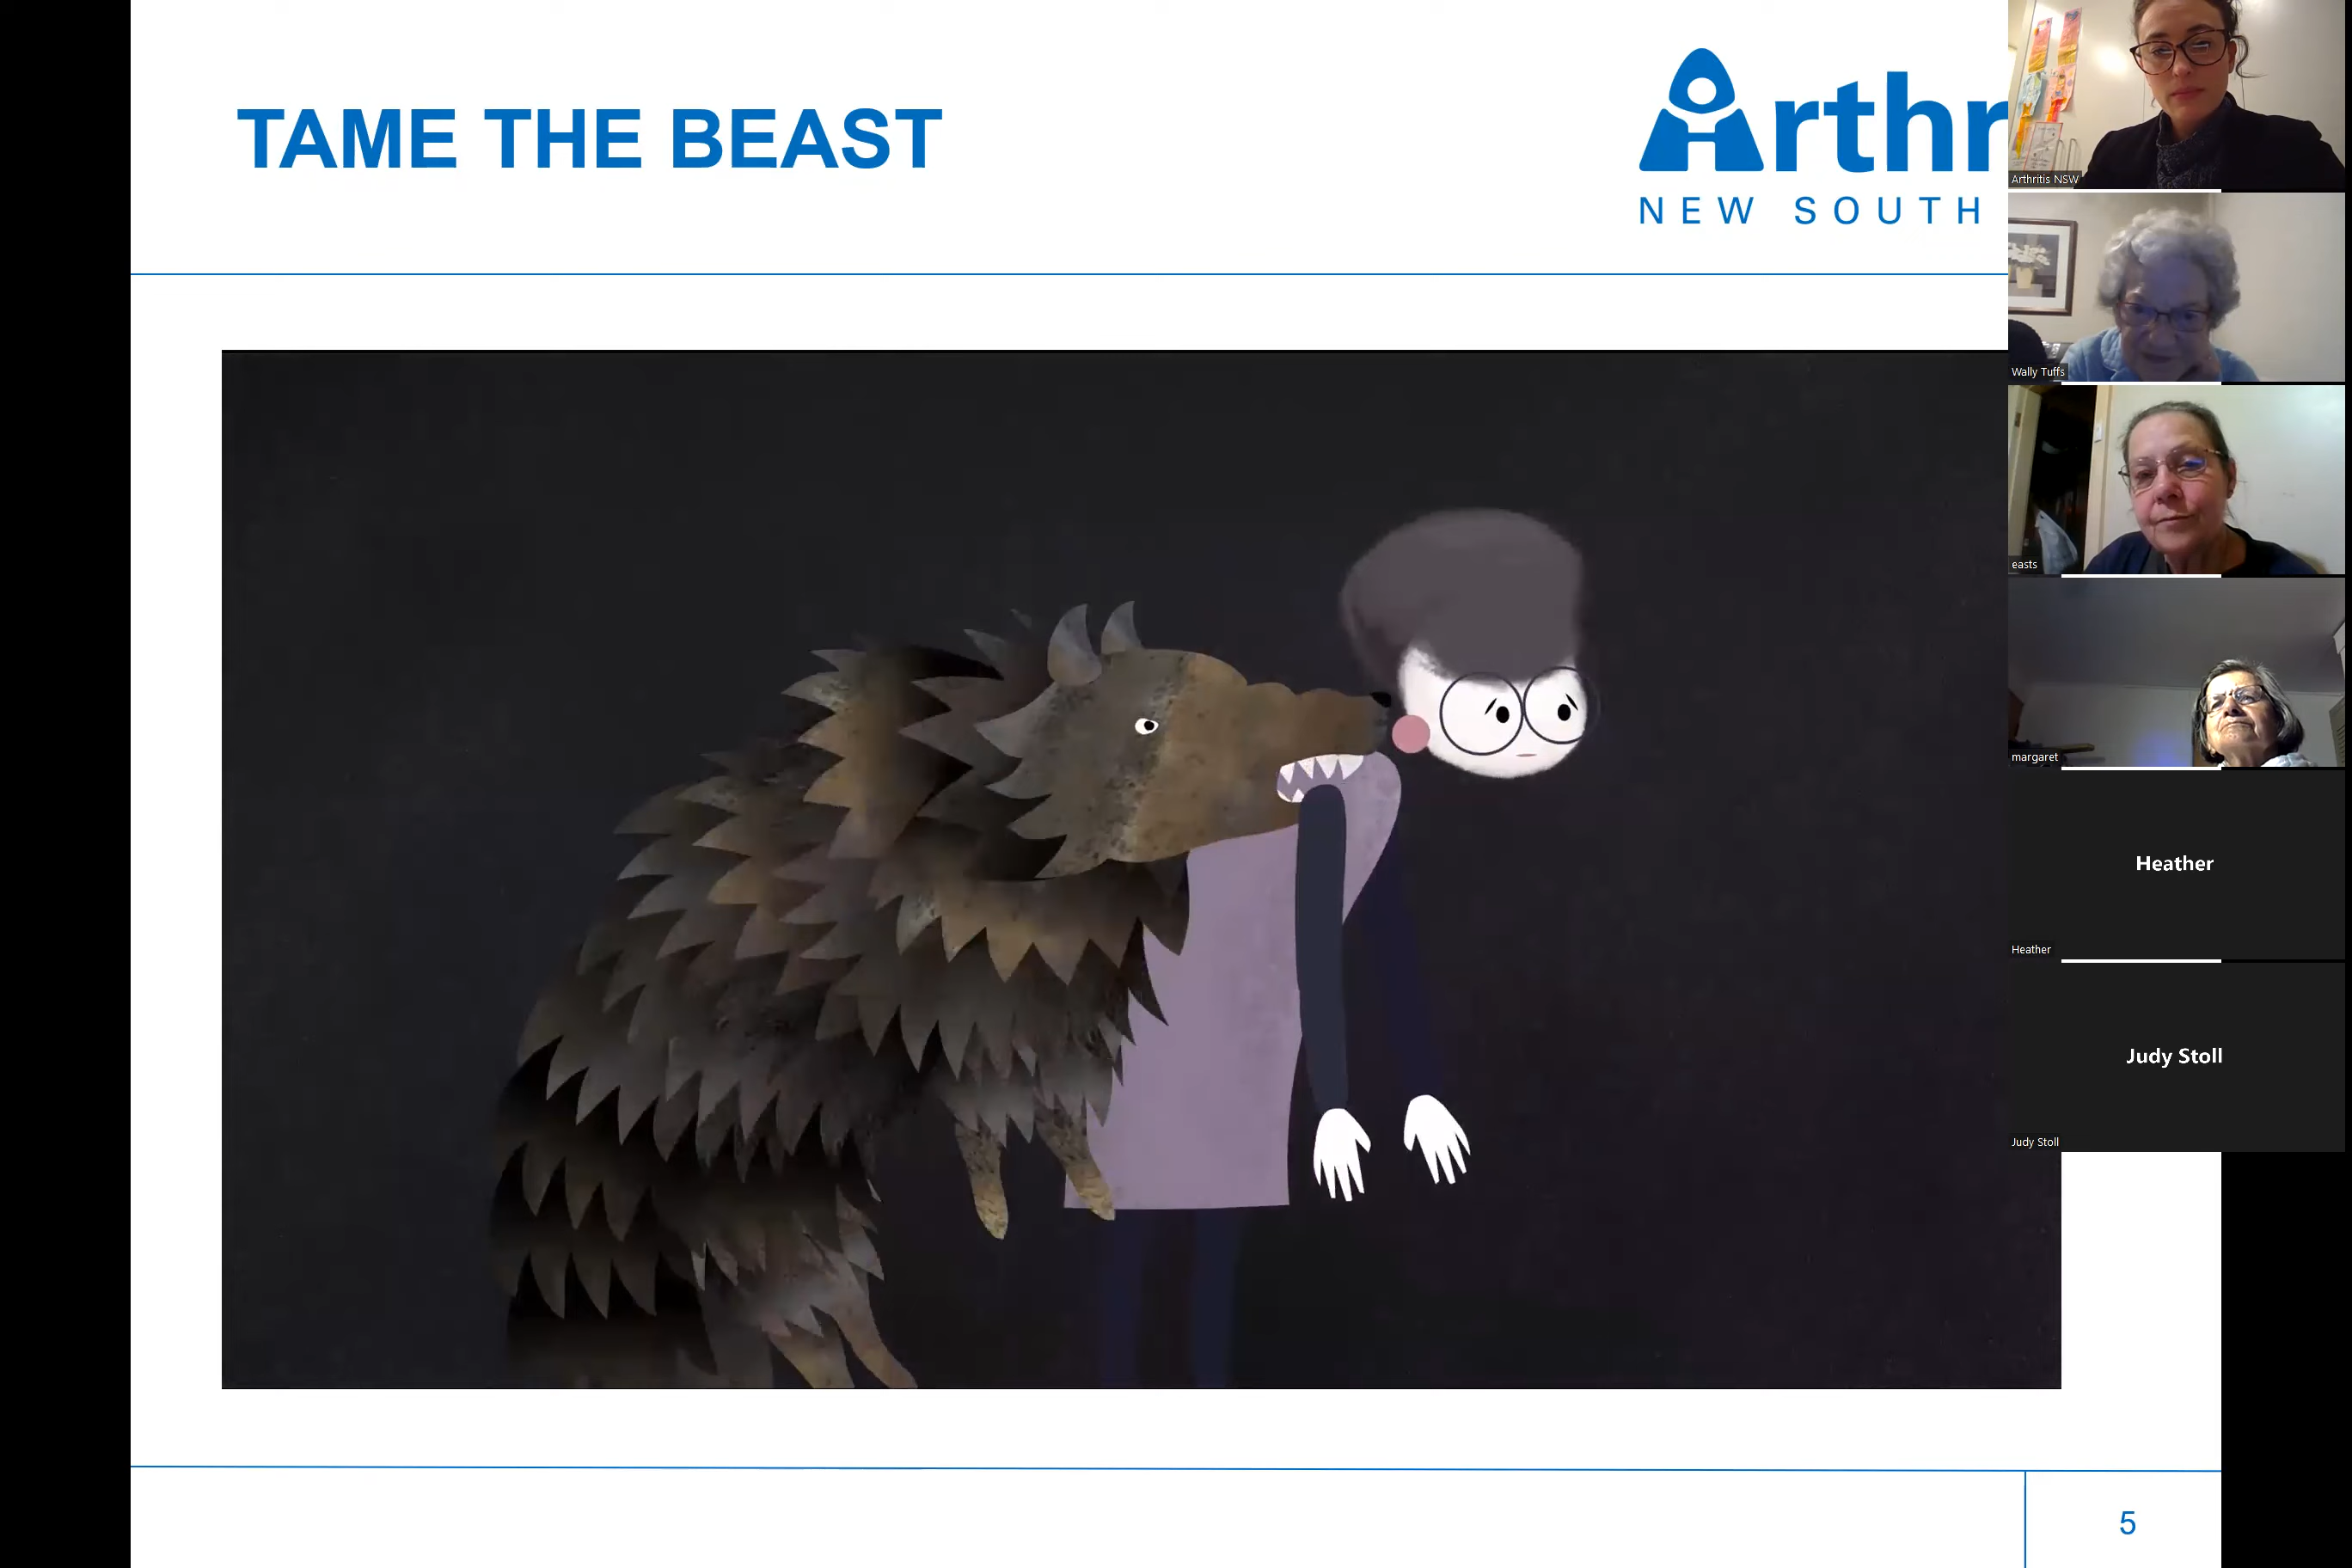 TAME THE BEAST
Arthr
NEW SOUTH
Arthritis NSW
Wally Tuffs
easts
margaret
Heather
Heather
Judy Stoll
Judy Stoll
5